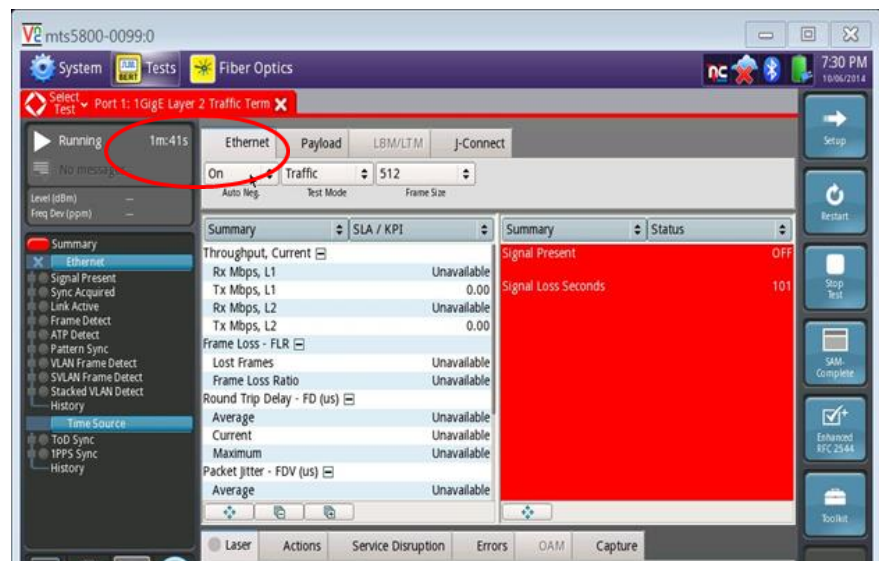 V2 mts5800-0099:0
System Tests Fiber Optics
BERT
nc
7:30 PM
10/06/2014
Select Test Port 1: 1GigE Layer 2 Traffic Term
Running 1m:41s
No messages
Level (dBm) --
Freq Dev (ppm) --
Summary
Ethernet
Signal Present
Sync Acquired
Link Active
Frame Detect
ATP Detect
Pattern Sync
VLAN Frame Detect
SVLAN Frame Detect
Stacked VLAN Detect
History
Time Source
ToD Sync
1PPS Sync
History
Ethernet Payload LBM/LTM J-Connect
On Traffic 512
Auto Neg. Test Mode Frame Size
Summary SLA / KPI
Throughput, Current
Rx Mbps, L1 Unavailable
Tx Mbps, L1 0.00
Rx Mbps, L2 Unavailable
Tx Mbps, L2 0.00
Frame Loss - FLR
Lost Frames Unavailable
Frame Loss Ratio Unavailable
Round Trip Delay - FD (us)
Average Unavailable
Current Unavailable
Maximum Unavailable
Packet Jitter - FDV (us)
Average Unavailable
Summary Status
Signal Present OFF
Signal Loss Seconds 101
Laser Actions Service Disruption Errors OAM Capture
Setup
Restart
Stop
Test
SAM-
Complete
Enhanced
RFC 2544
Toolkit